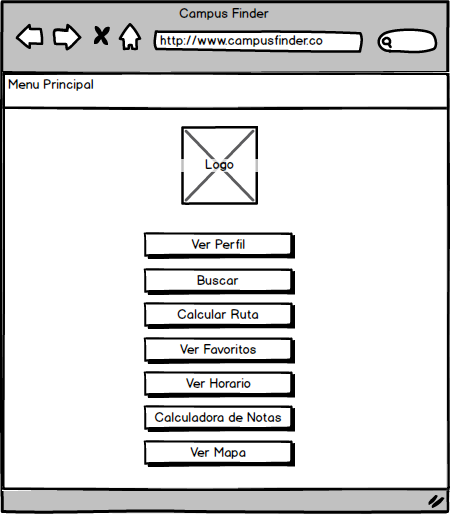 Campus Finder
http://www.campusfinder.co
Menu Principal
Logo
Ver Perfil
Buscar
Calcular Ruta
Ver Favoritos
Ver Horario
Calculadora de Notas
Ver Mapa